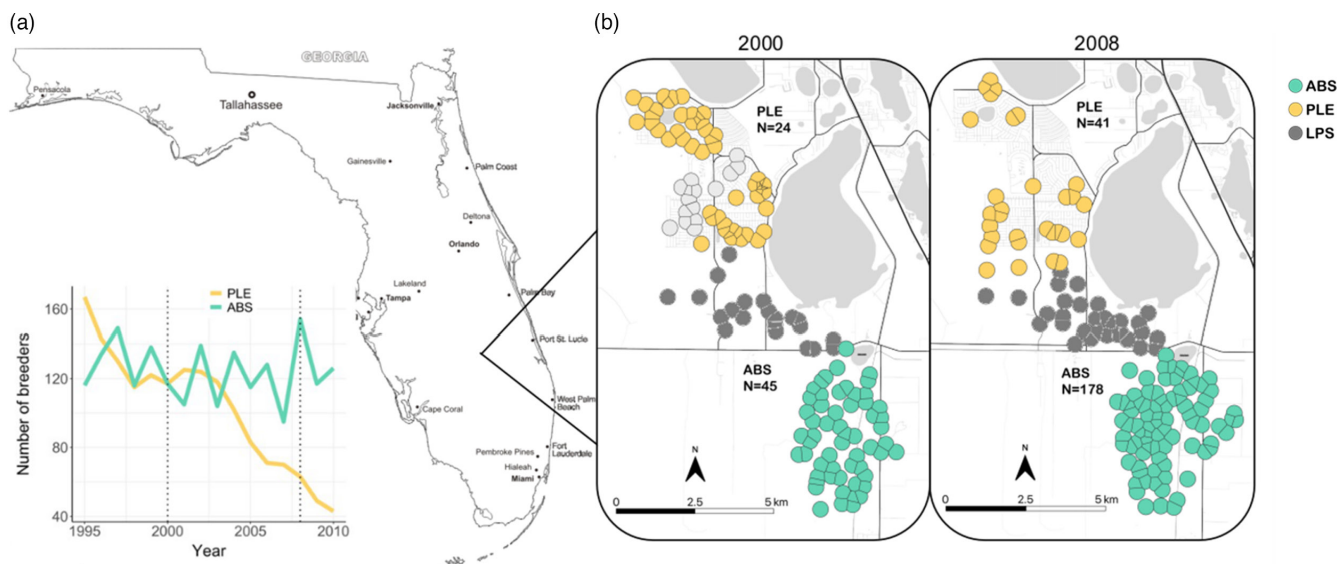 (a)
GEORGIA
Pensacola
Tallahassee
Jacksonville
Gainesville
Palm Coast
Deltona
Orlando
Lakeland
Tampa
Palm Bay
Port St. Lucie
West Palm
Beach
Cape Coral
Fort
Lauderdale
Pembroke Pines
Hialeah
Miami
PLE
ABS
Number of breeders
160
120
80
40
1995
2000
2005
2010
Year
(b)
2000
PLE
N=24
ABS
N=45
N
0
2.5
5 km
2008
PLE
N=41
ABS
N=178
N
0
2.5
5 km
ABS
PLE
LPS